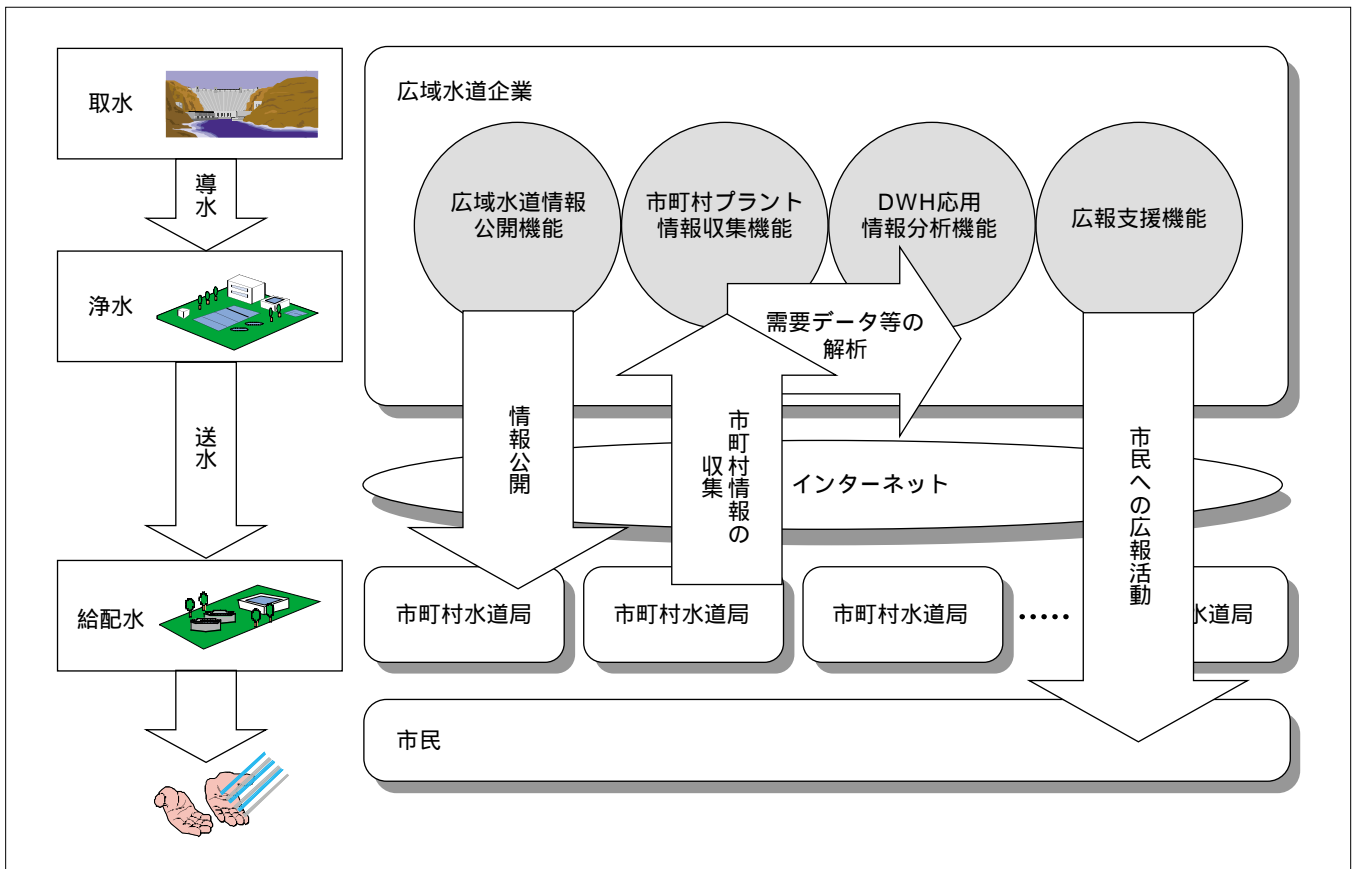 取水
導水
浄水
送水
給配水
広域水道企業
広域水道情報
公開機能
市町村プラント
情報収集機能
DWH応用
情報分析機能
広報支援機能
需要データ等の
解析
情報公開
市町村情報の
収集
市民への広報活動
インターネット
市町村水道局
市町村水道局
市町村水道局
•••••
水道局
市民